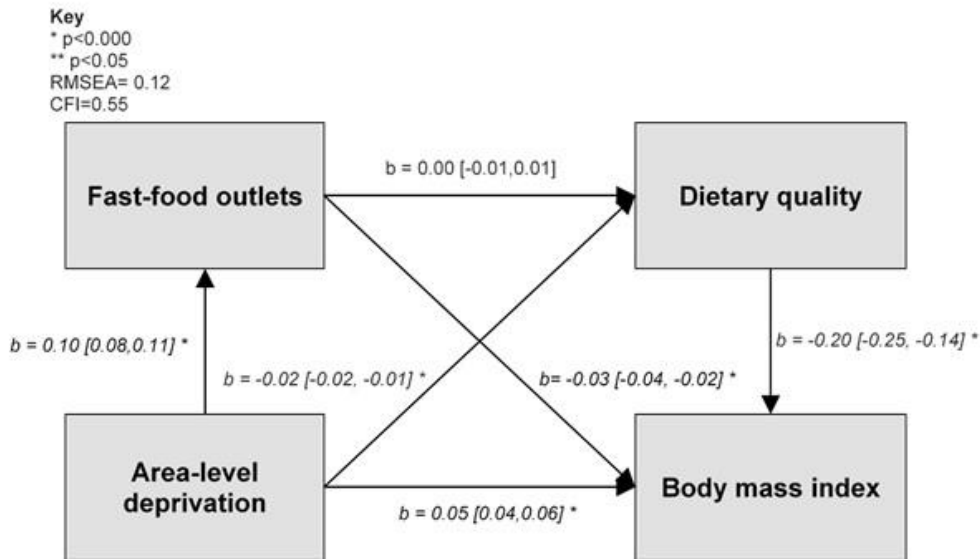 Key
* p<0.000
** p<0.05
RMSEA= 0.12
CFI=0.55
Fast-food outlets
b = 0.00 [-0.01,0.01]
Dietary quality
b = 0.10 [0.08,0.11] *
b = -0.02 [-0.02, -0.01] *
b= -0.03 [-0.04, -0.02] *
b = -0.20 [-0.25, -0.14] *
Area-level
deprivation
b = 0.05 [0.04,0.06] *
Body mass index